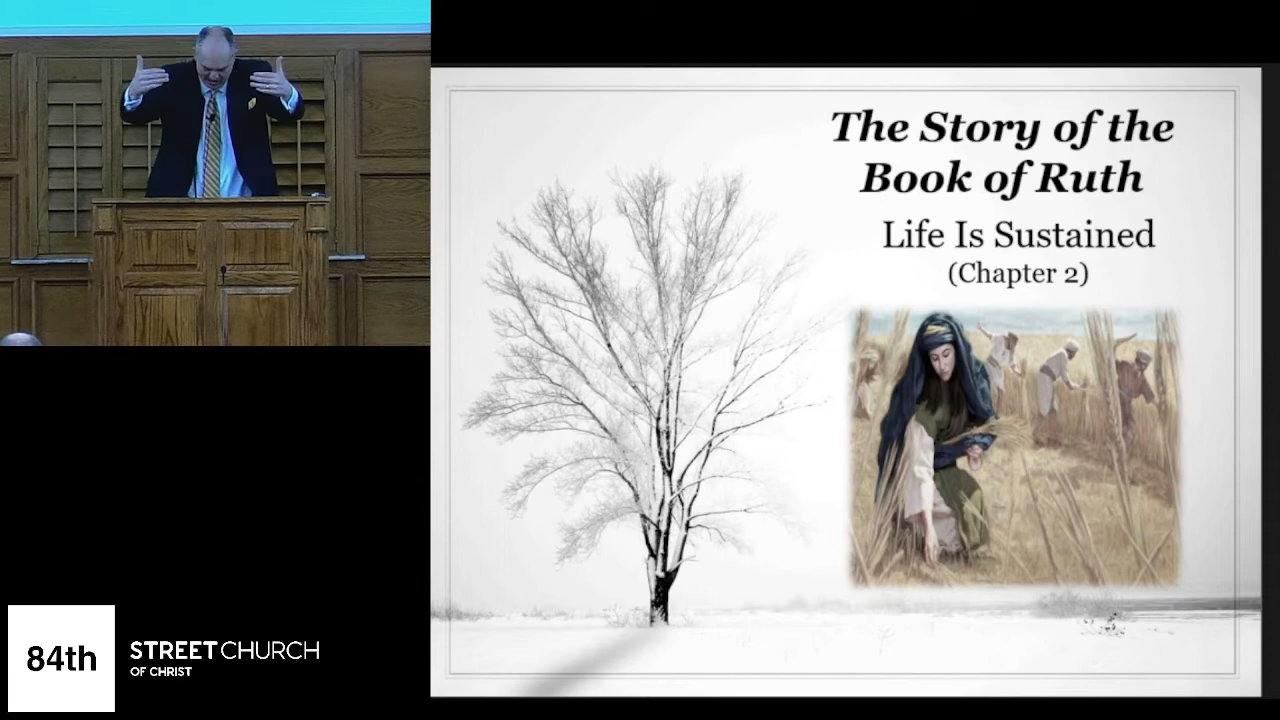 The Story of the
Book of Ruth
Life Is Sustained
(Chapter 2)
84th
STREET CHURCH
OF CHRIST